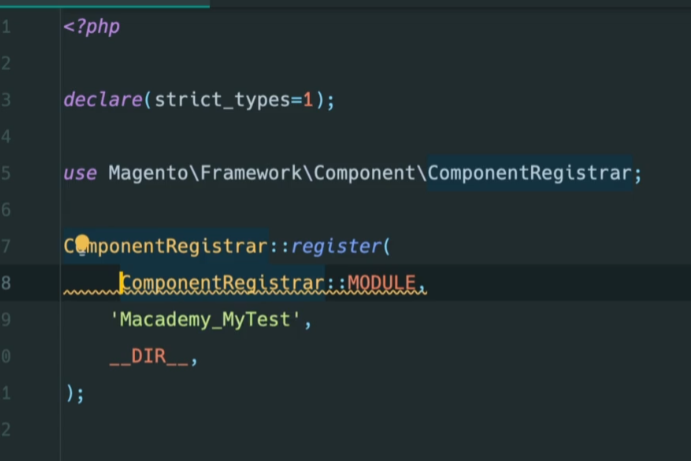 1 <?php
2
3 declare(strict_types=1);
4
5 use Magento\Framework\Component\ComponentRegistrar;
6
7 ComponentRegistrar::register(
8 ComponentRegistrar::MODULE,
9 'Macademy_MyTest',
0 __DIR__,
1 );
2